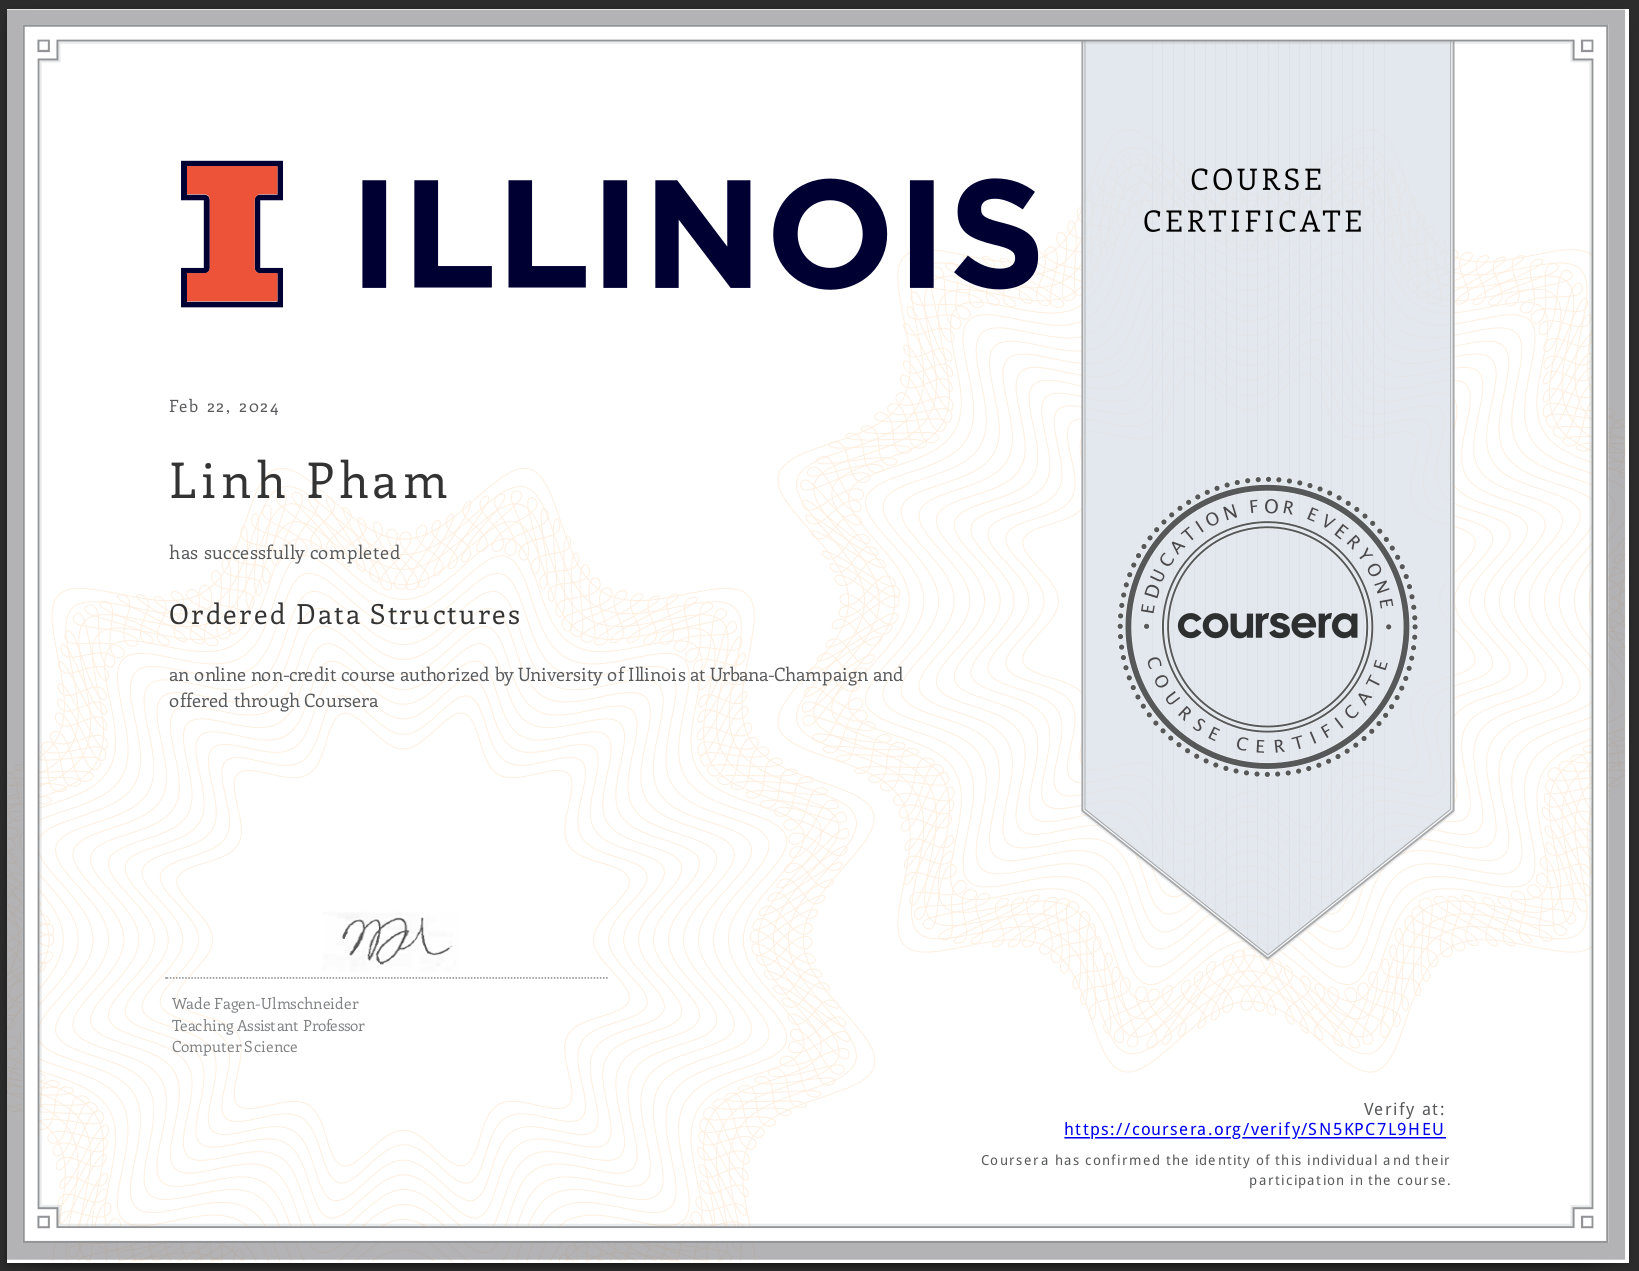 I ILLINOIS
COURSE
CERTIFICATE
Feb 22, 2024
Linh Pham
has successfully completed
Ordered Data Structures
an online non-credit course authorized by University of Illinois at Urbana-Champaign and
offered through Coursera
• EDUCATION FOR EVERYONE •
coursera
COURSE CERTIFICATE
Wade Fagen-Ulmschneider
Teaching Assistant Professor
Computer Science
Verify at:
https://coursera.org/verify/SN5KPC7L9HEU
Coursera has confirmed the identity of this individual and their
participation in the course.